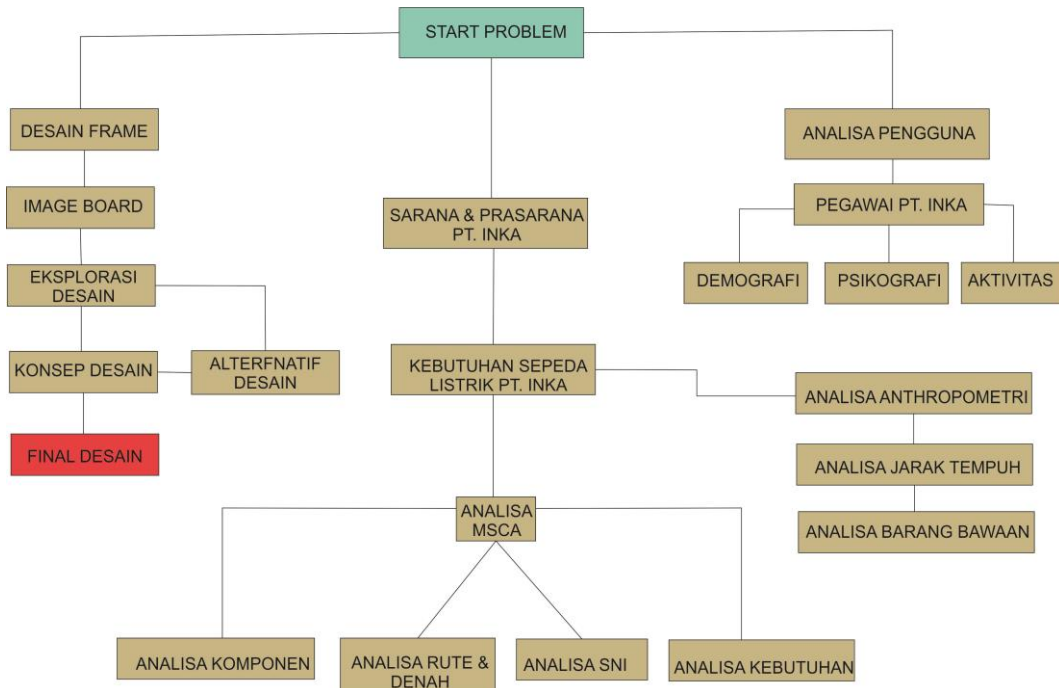 START PROBLEM
DESAIN FRAME
ANALISA PENGGUNA
IMAGE BOARD
SARANA & PRASARANA
PT. INKA
PEGAWAI PT. INKA
EKSPLORASI
DESAIN
DEMOGRAFI
PSIKOGRAFI
AKTIVITAS
KONSEP DESAIN
ALTERFNATIF
DESAIN
KEBUTUHAN SEPEDA
LISTRIK PT. INKA
ANALISA ANTHROPOMETRI
FINAL DESAIN
ANALISA JARAK TEMPUH
ANALISA
MSCA
ANALISA BARANG BAWAAN
ANALISA KOMPONEN
ANALISA RUTE &
DENAH
ANALISA SNI
ANALISA KEBUTUHAN